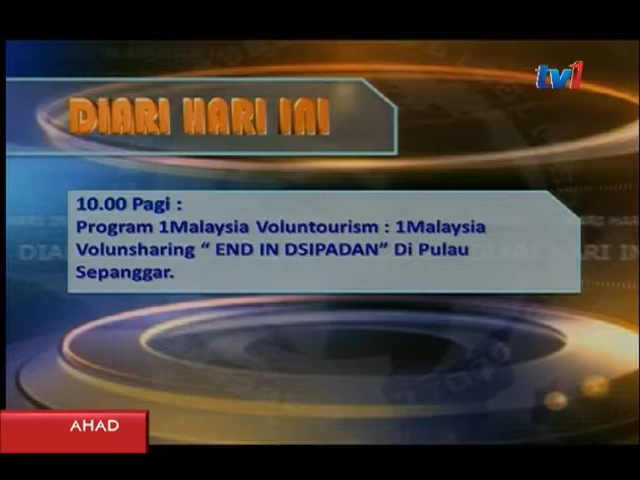 tv1
DIARI HARI INI
10.00 Pagi :
Program 1Malaysia Voluntourism : 1Malaysia
Volunsharing “ END IN DSIPADAN” Di Pulau
Sepanggar.
AHAD